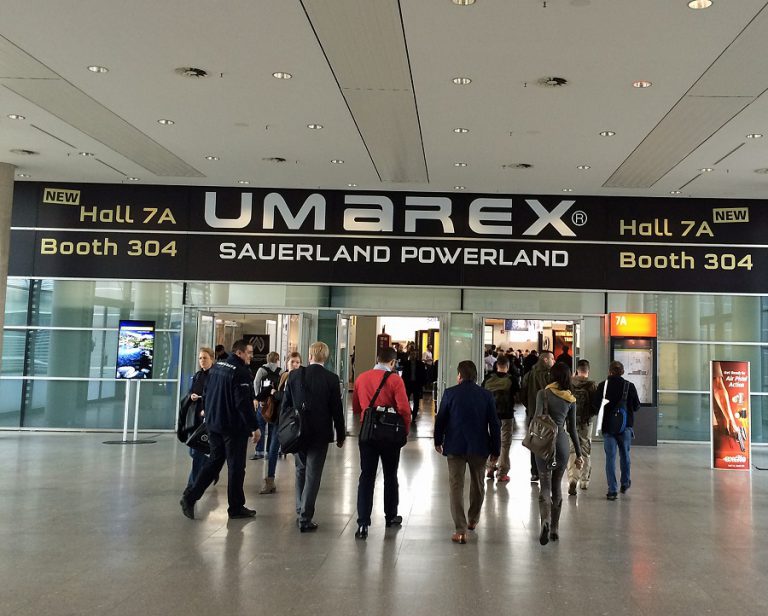 NEW
Hall 7A
Booth 304
UMAREX®
SAUERLAND POWERLAND
Hall 7A
NEW
Booth 304
7A
Air Pistol
Action